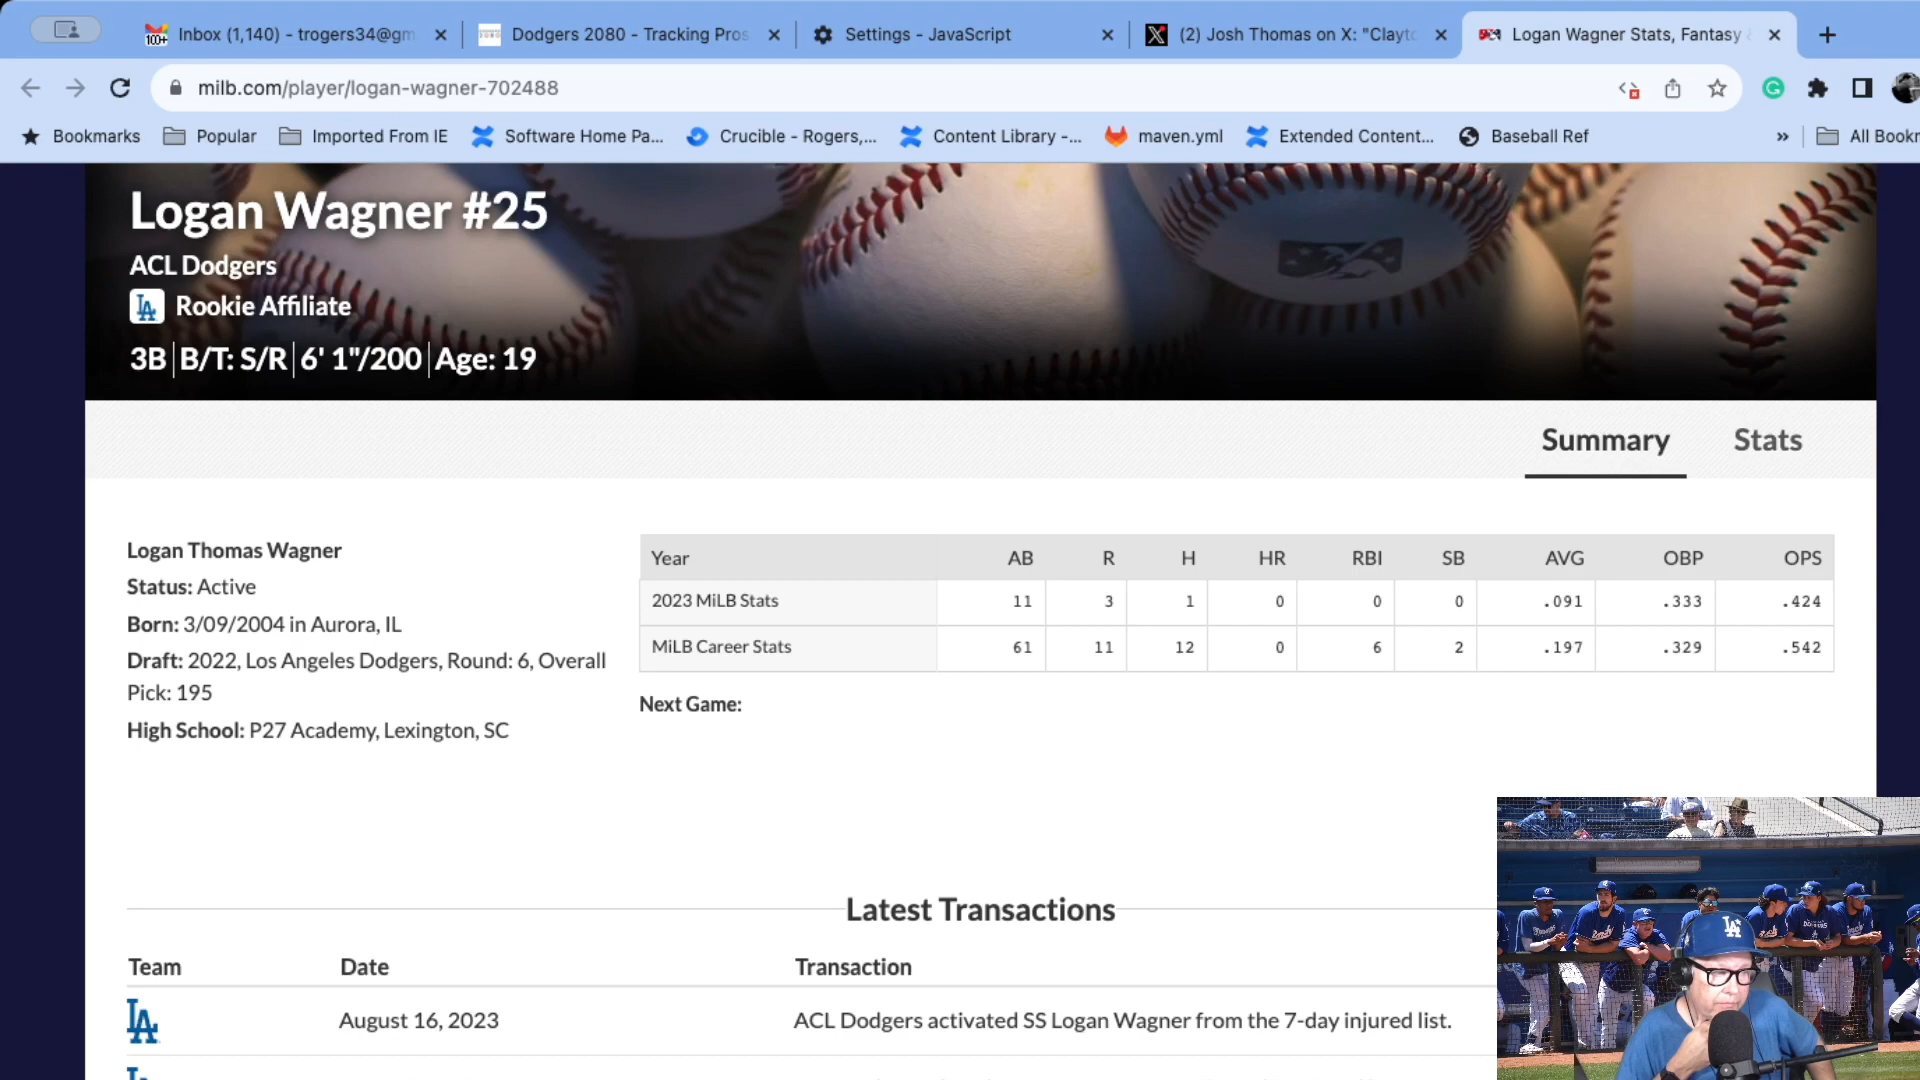 Inbox (1,140) - trogers34@gm
Dodgers 2080 - Tracking Pros
Settings - JavaScript
(2) Josh Thomas on X: "Clayto
Logan Wagner Stats, Fantasy
milb.com/player/logan-wagner-702488
Bookmarks
Popular
Imported From IE
Software Home Pa...
Crucible - Rogers,...
Content Library -...
maven.yml
Extended Content...
Baseball Ref
»
All Bookr
Logan Wagner #25
ACL Dodgers
LA Rookie Affiliate
3B | B/T: S/R | 6' 1"/200 | Age: 19
Summary Stats
Logan Thomas Wagner
Status: Active
Born: 3/09/2004 in Aurora, IL
Draft: 2022, Los Angeles Dodgers, Round: 6, Overall
Pick: 195
High School: P27 Academy, Lexington, SC
Year AB R H HR RBI SB AVG OBP OPS
2023 MiLB Stats 11 3 1 0 0 0 .091 .333 .424
MiLB Career Stats 61 11 12 0 6 2 .197 .329 .542
Next Game:
Latest Transactions
Team Date Transaction
LA August 16, 2023 ACL Dodgers activated SS Logan Wagner from the 7-day injured list.
LA